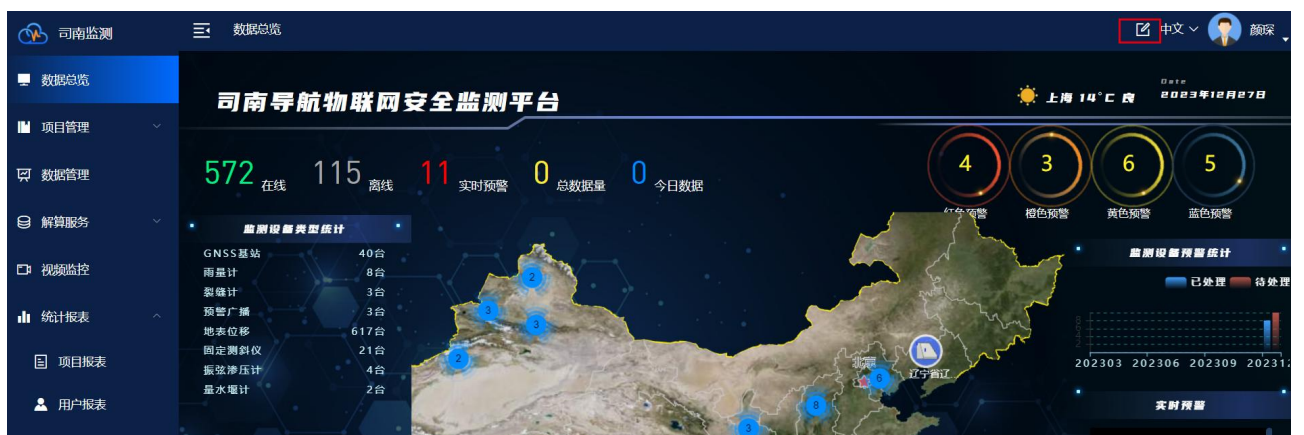 司南监测
数据总览
中文
颜琛
数据总览
项目管理
数据管理
解算服务
视频监控
统计报表
项目报表
用户报表
司南导航物联网安全监测平台
上海 14°C 良
Date
2023年12月27日
572 在线
115 离线
11 实时预警
0 总数据量
0 今日数据
4
3
6
5
红色预警
橙色预警
黄色预警
蓝色预警
监测设备类型统计
GNSS基站 40台
雨量计 8台
裂缝计 3台
预警广播 3台
地表位移 617台
固定测斜仪 21台
振弦渗压计 4台
量水堰计 2台
2
3
3
2
6
8
3
辽宁省辽
监测设备预警统计
已处理 待处理
202303 202306 202309 202312
实时预警